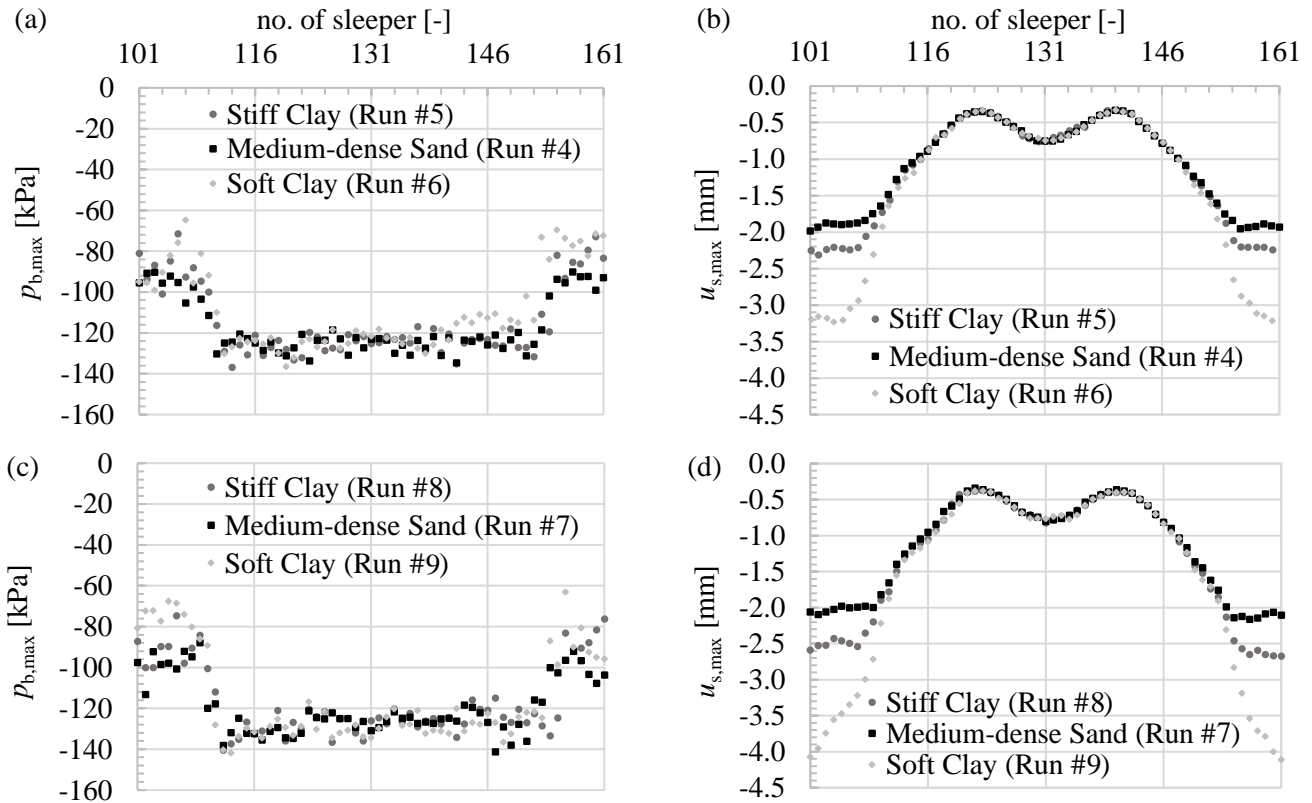 (a) no. of sleeper [-]
101 116 131 146 161
0
-20
-40
-60
-80
-100
-120
-140
-160
p_b,max [kPa]
Stiff Clay (Run #5)
Medium-dense Sand (Run #4)
Soft Clay (Run #6)
(b) no. of sleeper [-]
101 116 131 146 161
0.0
-0.5
-1.0
-1.5
-2.0
-2.5
-3.0
-3.5
-4.0
-4.5
u_s,max [mm]
Stiff Clay (Run #5)
Medium-dense Sand (Run #4)
Soft Clay (Run #6)
(c)
0
-20
-40
-60
-80
-100
-120
-140
-160
p_b,max [kPa]
Stiff Clay (Run #8)
Medium-dense Sand (Run #7)
Soft Clay (Run #9)
(d)
0.0
-0.5
-1.0
-1.5
-2.0
-2.5
-3.0
-3.5
-4.0
-4.5
u_s,max [mm]
Stiff Clay (Run #8)
Medium-dense Sand (Run #7)
Soft Clay (Run #9)